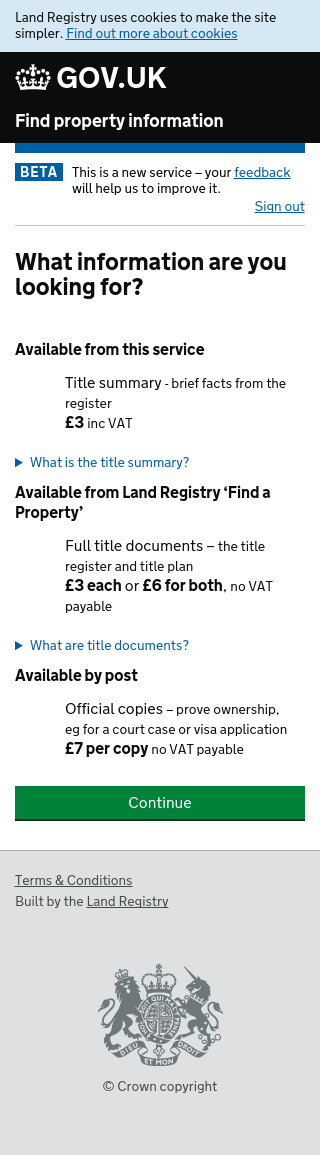 Land Registry uses cookies to make the site
simpler. Find out more about cookies
GOV.UK
Find property information
BETA This is a new service – your feedback
will help us to improve it.
Sign out
What information are you
looking for?
Available from this service
Title summary - brief facts from the
register
£3 inc VAT
What is the title summary?
Available from Land Registry ‘Find a
Property’
Full title documents – the title
register and title plan
£3 each or £6 for both, no VAT
payable
What are title documents?
Available by post
Official copies – prove ownership,
eg for a court case or visa application
£7 per copy no VAT payable
Continue
Terms & Conditions
Built by the Land Registry
DIEU ET MON DROIT
© Crown copyright